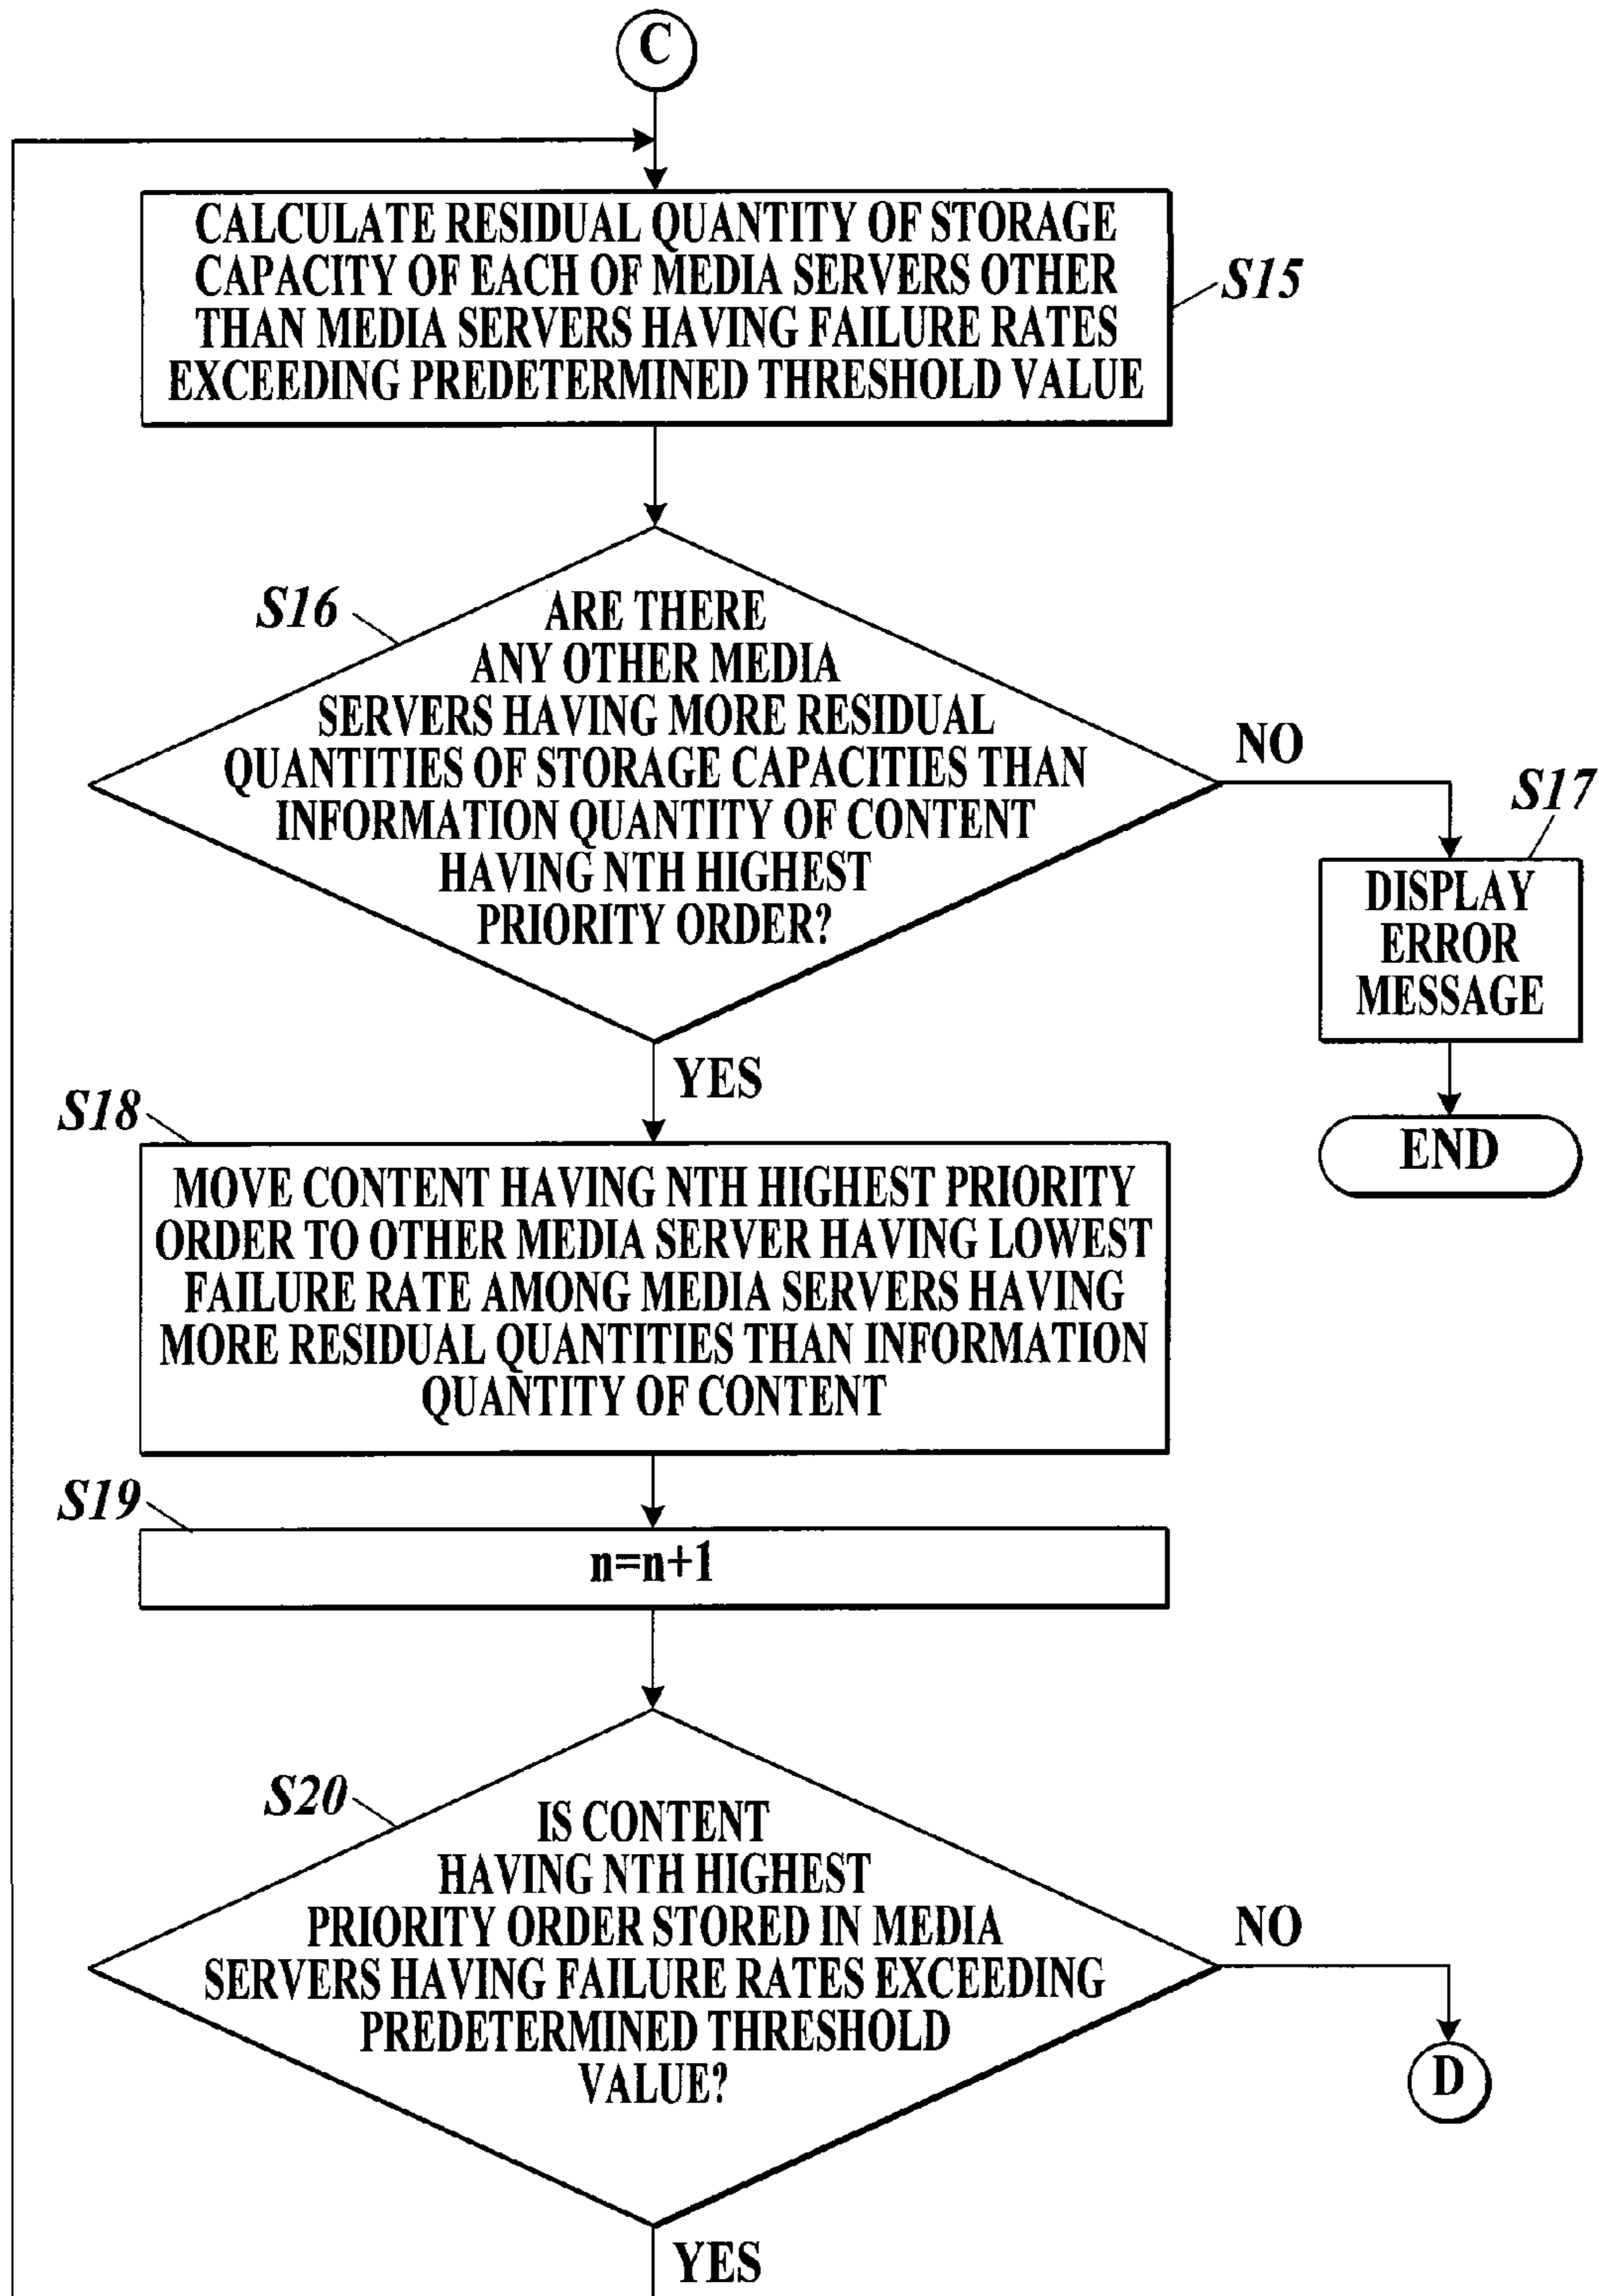 C
CALCULATE RESIDUAL QUANTITY OF STORAGE
CAPACITY OF EACH OF MEDIA SERVERS OTHER
THAN MEDIA SERVERS HAVING FAILURE RATES
EXCEEDING PREDETERMINED THRESHOLD VALUE
S15
S16
ARE THERE
ANY OTHER MEDIA
SERVERS HAVING MORE RESIDUAL
QUANTITIES OF STORAGE CAPACITIES THAN
INFORMATION QUANTITY OF CONTENT
HAVING NTH HIGHEST
PRIORITY ORDER?
NO
S17
DISPLAY
ERROR
MESSAGE
END
YES
S18
MOVE CONTENT HAVING NTH HIGHEST PRIORITY
ORDER TO OTHER MEDIA SERVER HAVING LOWEST
FAILURE RATE AMONG MEDIA SERVERS HAVING
MORE RESIDUAL QUANTITIES THAN INFORMATION
QUANTITY OF CONTENT
S19
n=n+1
S20
IS CONTENT
HAVING NTH HIGHEST
PRIORITY ORDER STORED IN MEDIA
SERVERS HAVING FAILURE RATES EXCEEDING
PREDETERMINED THRESHOLD
VALUE?
NO
D
YES